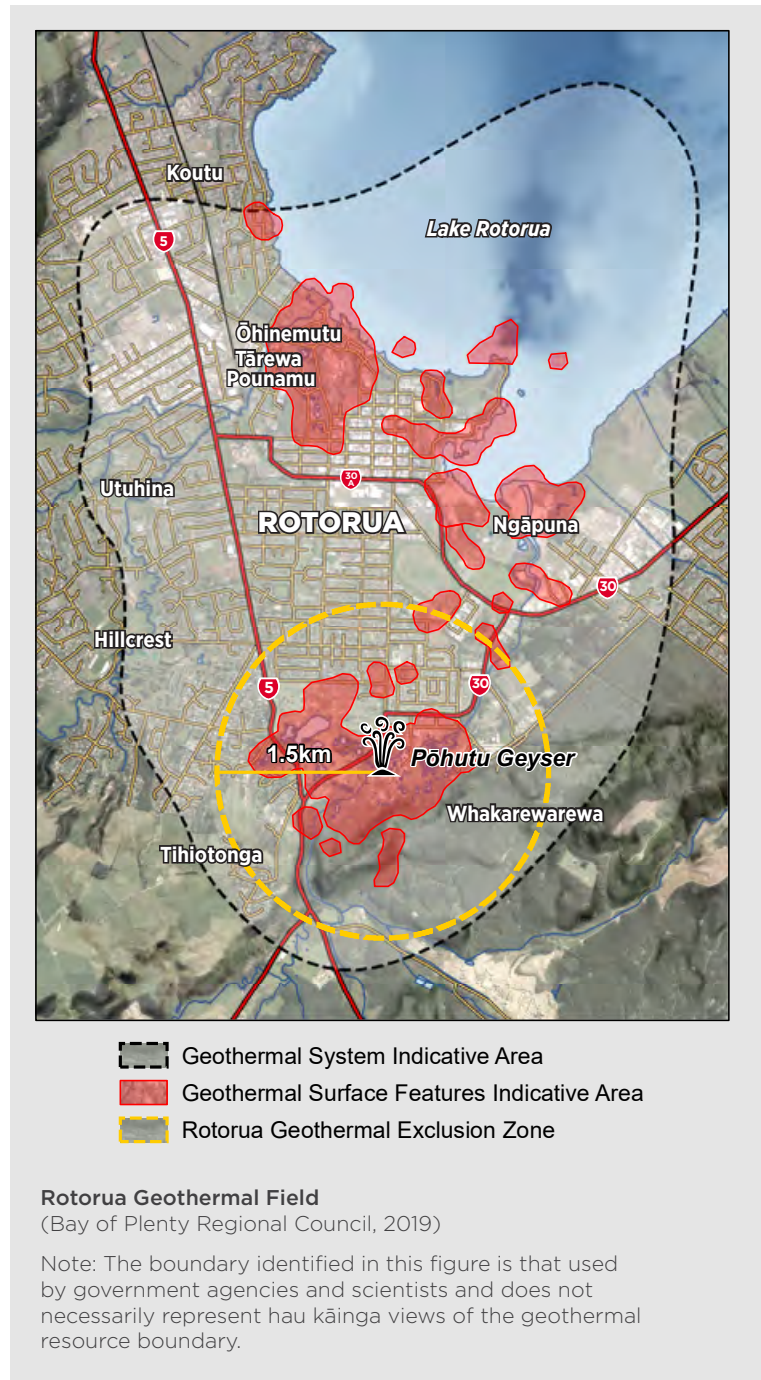 Koutu
5
Lake Rotorua
Ōhinemutu
Tārewa
Pounamu
30
A
Utuhina
ROTORUA
Ngāpuna
30
Hillcrest
5
30
1.5km
Pōhutu Geyser
Whakarewarewa
Tihiotonga
Geothermal System Indicative Area
Geothermal Surface Features Indicative Area
Rotorua Geothermal Exclusion Zone
Rotorua Geothermal Field
(Bay of Plenty Regional Council, 2019)
Note: The boundary identified in this figure is that used
by government agencies and scientists and does not
necessarily represent hau kāinga views of the geothermal
resource boundary.